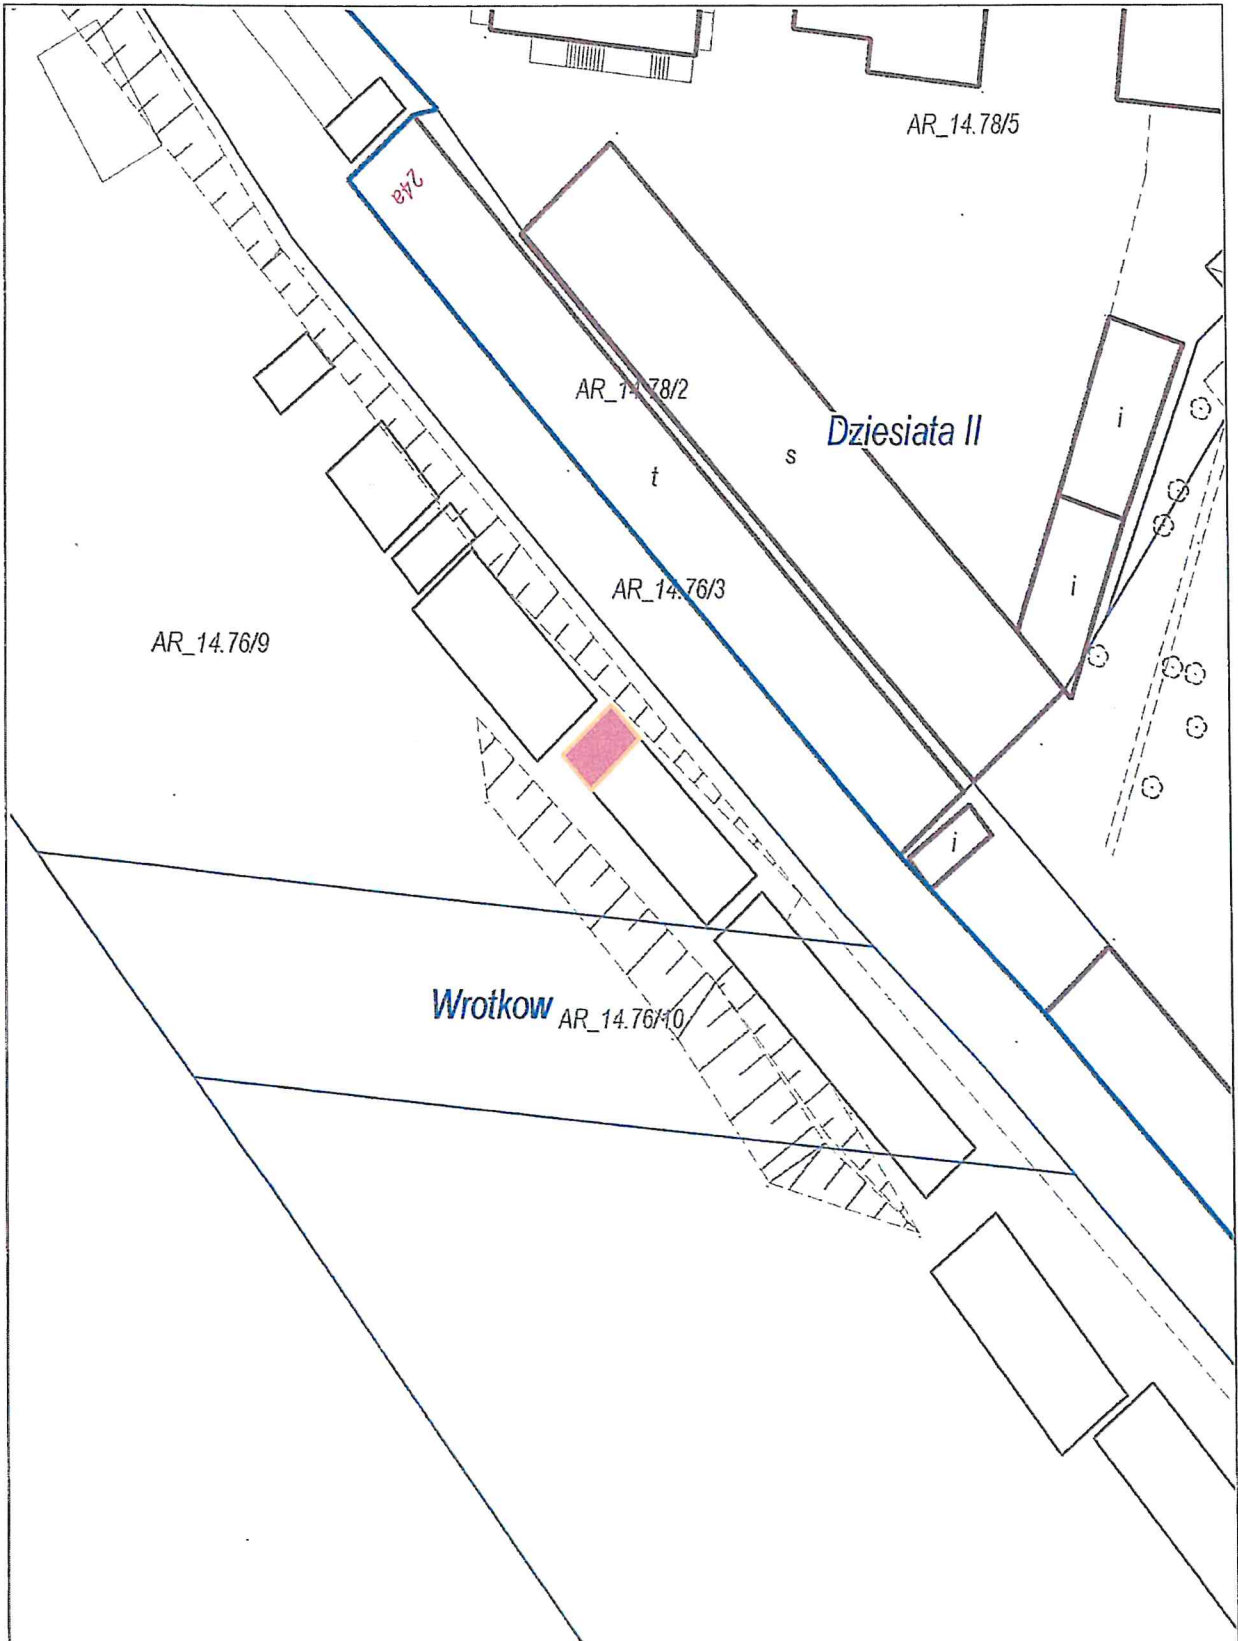 AR_14.78/5
24a
AR_14.78/2
Dziesiata II
i
s
t
AR_14.76/3
i
AR_14.76/9
i
Wrotkow
AR_14.76/10